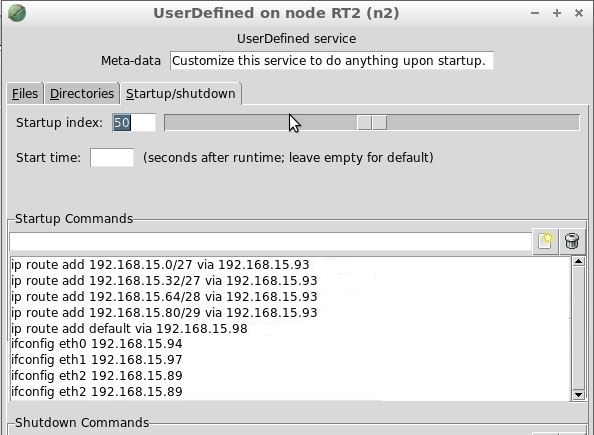 UserDefined on node RT2 (n2)
UserDefined service
Meta-data Customize this service to do anything upon startup.
Files Directories Startup/shutdown
Startup index: 50
Start time: (seconds after runtime; leave empty for default)
Startup Commands
ip route add 192.168.15.0/27 via 192.168.15.93
ip route add 192.168.15.32/27 via 192.168.15.93
ip route add 192.168.15.64/28 via 192.168.15.93
ip route add 192.168.15.80/29 via 192.168.15.93
ip route add default via 192.168.15.98
ifconfig eth0 192.168.15.94
ifconfig eth1 192.168.15.97
ifconfig eth2 192.168.15.89
ifconfig eth2 192.168.15.89
Shutdown Commands